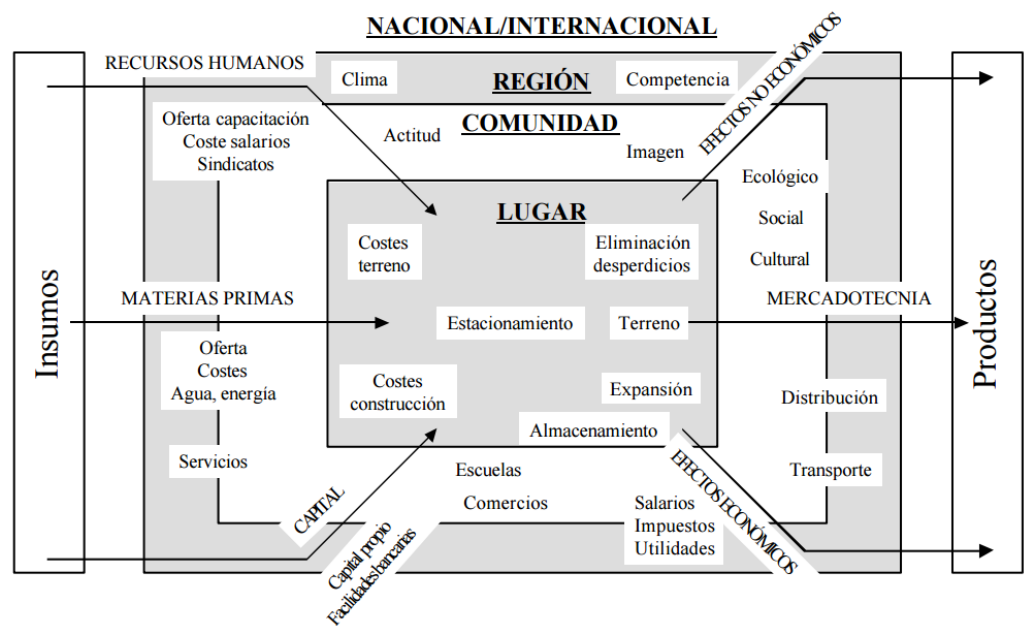 NACIONAL/INTERNACIONAL
RECURSOS HUMANOS
Clima
REGIÓN
Competencia
EFECTOS NO ECONÓMICOS
Oferta capacitación
Coste salarios
Sindicatos
Actitud
COMUNIDAD
Imagen
Ecológico
Social
Cultural
LUGAR
Costes
terreno
Eliminación
desperdicios
Insumos
MATERIAS PRIMAS
Estacionamiento
Terreno
MERCADOTECNIA
Productos
Oferta
Costes
Agua, energía
Costes
construcción
Expansión
Distribución
Almacenamiento
Servicios
Escuelas
Transporte
CAPITAL
Comercios
Salarios
Impuestos
Utilidades
EFECTOS ECONÓMICOS
Capital propio
Facilidades bancarias